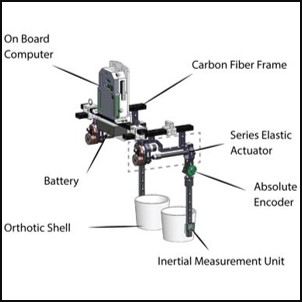 On Board
Computer
Carbon Fiber Frame
Series Elastic
Actuator
Battery
Absolute
Encoder
Orthotic Shell
Inertial Measurement Unit